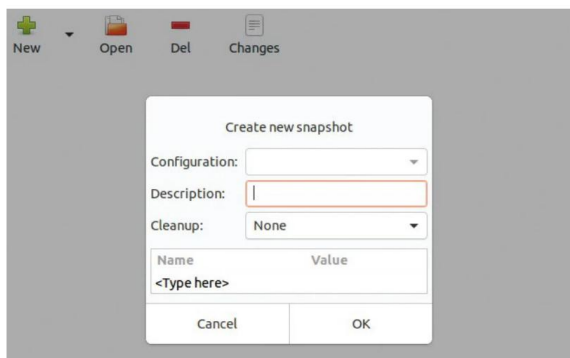 New Open Del Changes
Create new snapshot
Configuration:
Description:
Cleanup: None
Name Value
<Type here>
Cancel OK